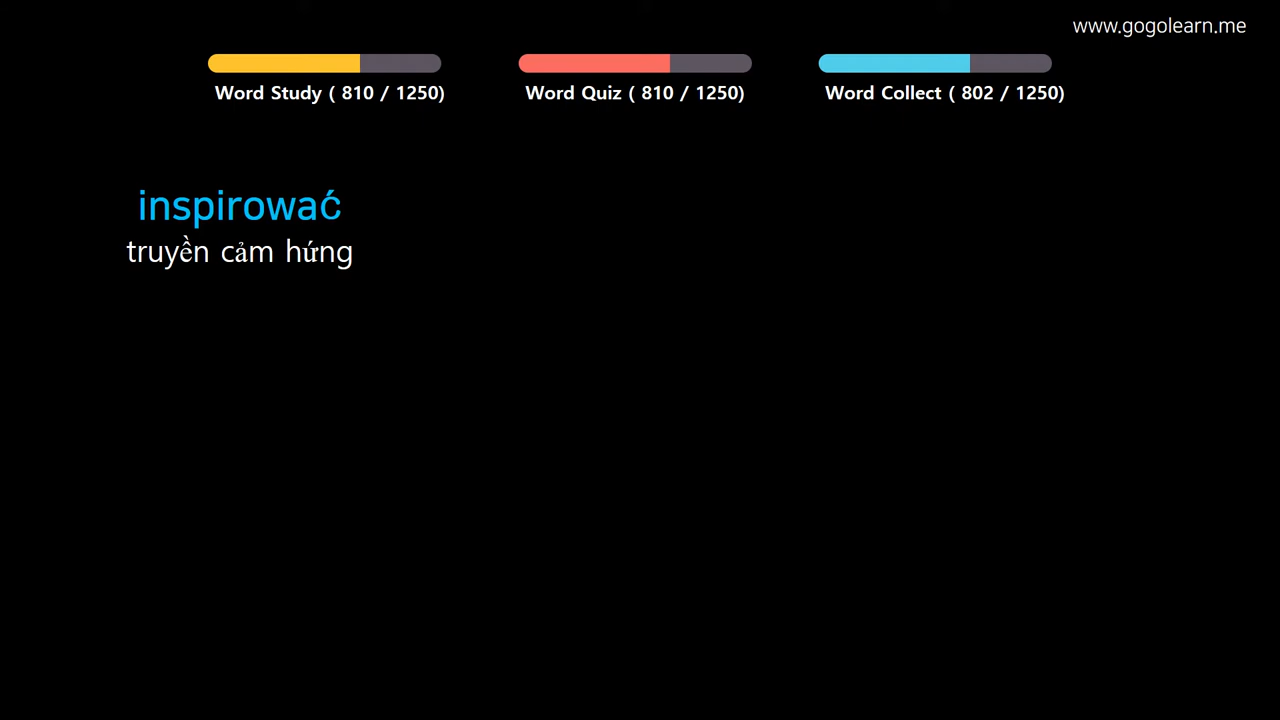 www.gogolearn.me
Word Study ( 810 / 1250)
Word Quiz ( 810 / 1250)
Word Collect ( 802 / 1250)
inspirować
truyền cảm hứng